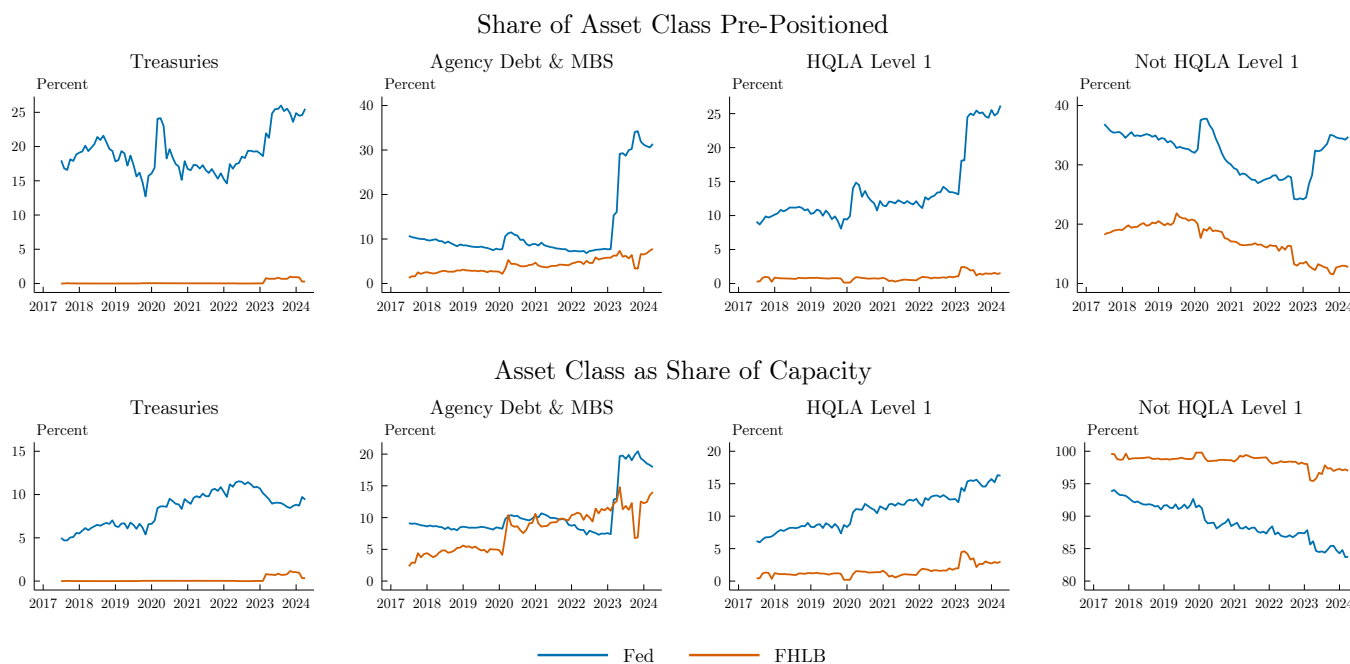 Share of Asset Class Pre-Positioned
Treasuries
Agency Debt & MBS
HQLA Level 1
Not HQLA Level 1
Percent
Percent
Percent
Percent
25
20
15
10
5
0
2017 2018 2019 2020 2021 2022 2023 2024
40
30
20
10
0
2017 2018 2019 2020 2021 2022 2023 2024
25
20
15
10
5
0
2017 2018 2019 2020 2021 2022 2023 2024
40
30
20
10
2017 2018 2019 2020 2021 2022 2023 2024
Asset Class as Share of Capacity
Treasuries
Agency Debt & MBS
HQLA Level 1
Not HQLA Level 1
Percent
Percent
Percent
Percent
15
10
5
0
2017 2018 2019 2020 2021 2022 2023 2024
20
15
10
5
0
2017 2018 2019 2020 2021 2022 2023 2024
20
15
10
5
0
2017 2018 2019 2020 2021 2022 2023 2024
100
95
90
85
80
2017 2018 2019 2020 2021 2022 2023 2024
Fed
FHLB